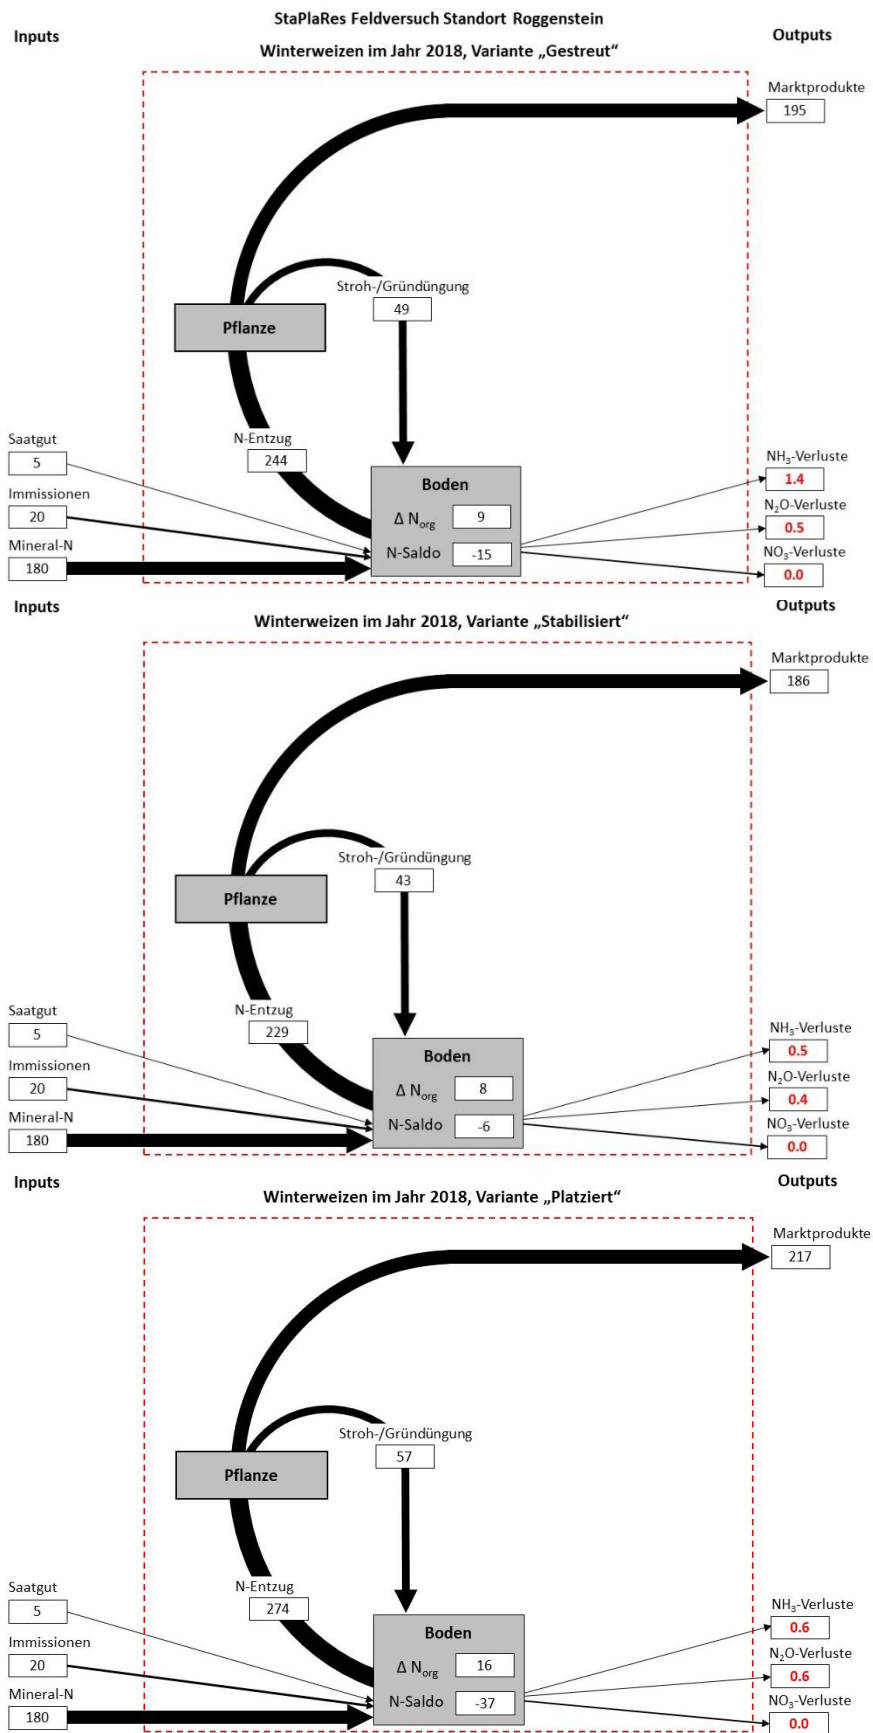 StaPlaRes Feldversuch Standort Roggenstein
Inputs
Outputs
Winterweizen im Jahr 2018, Variante „Gestreut“
Marktprodukte
195
Stroh-/Gründüngung
49
Pflanze
N-Entzug
244
Saatgut
5
Immissionen
20
Mineral-N
180
Boden
Δ Norg
9
N-Saldo
-15
NH₃-Verluste
1.4
N₂O-Verluste
0.5
NO₃-Verluste
0.0
Inputs
Outputs
Winterweizen im Jahr 2018, Variante „Stabilisiert“
Marktprodukte
186
Stroh-/Gründüngung
43
Pflanze
N-Entzug
229
Saatgut
5
Immissionen
20
Mineral-N
180
Boden
Δ Norg
8
N-Saldo
-6
NH₃-Verluste
0.5
N₂O-Verluste
0.4
NO₃-Verluste
0.0
Inputs
Outputs
Winterweizen im Jahr 2018, Variante „Platziert“
Marktprodukte
217
Stroh-/Gründüngung
57
Pflanze
N-Entzug
274
Saatgut
5
Immissionen
20
Mineral-N
180
Boden
Δ Norg
16
N-Saldo
-37
NH₃-Verluste
0.6
N₂O-Verluste
0.6
NO₃-Verluste
0.0